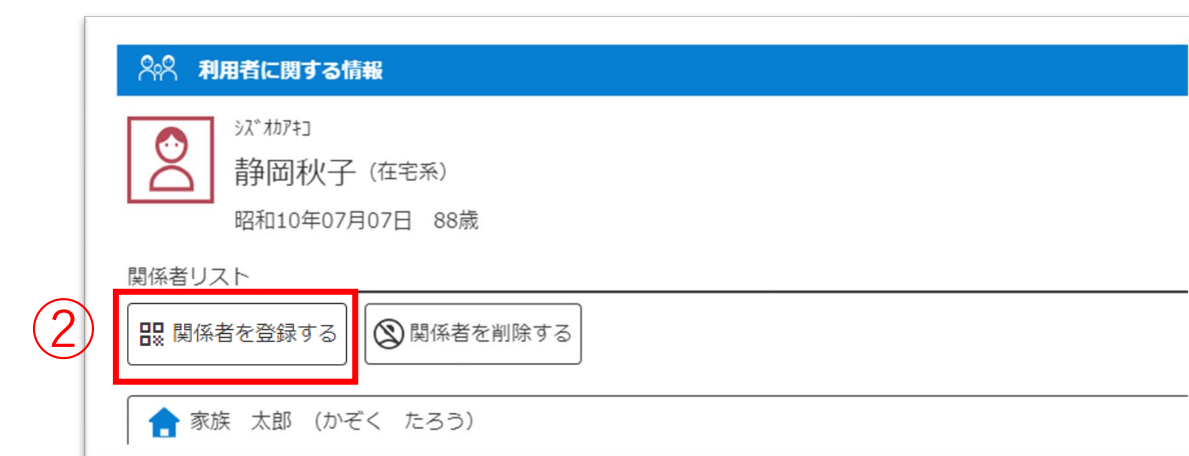 利用者に関する情報
ｼｽﾞｵｶｱｷｺ
静岡秋子（在宅系）
昭和10年07月07日　88歳
関係者リスト
②
関係者を登録する
関係者を削除する
家族　太郎　（かぞく　たろう）